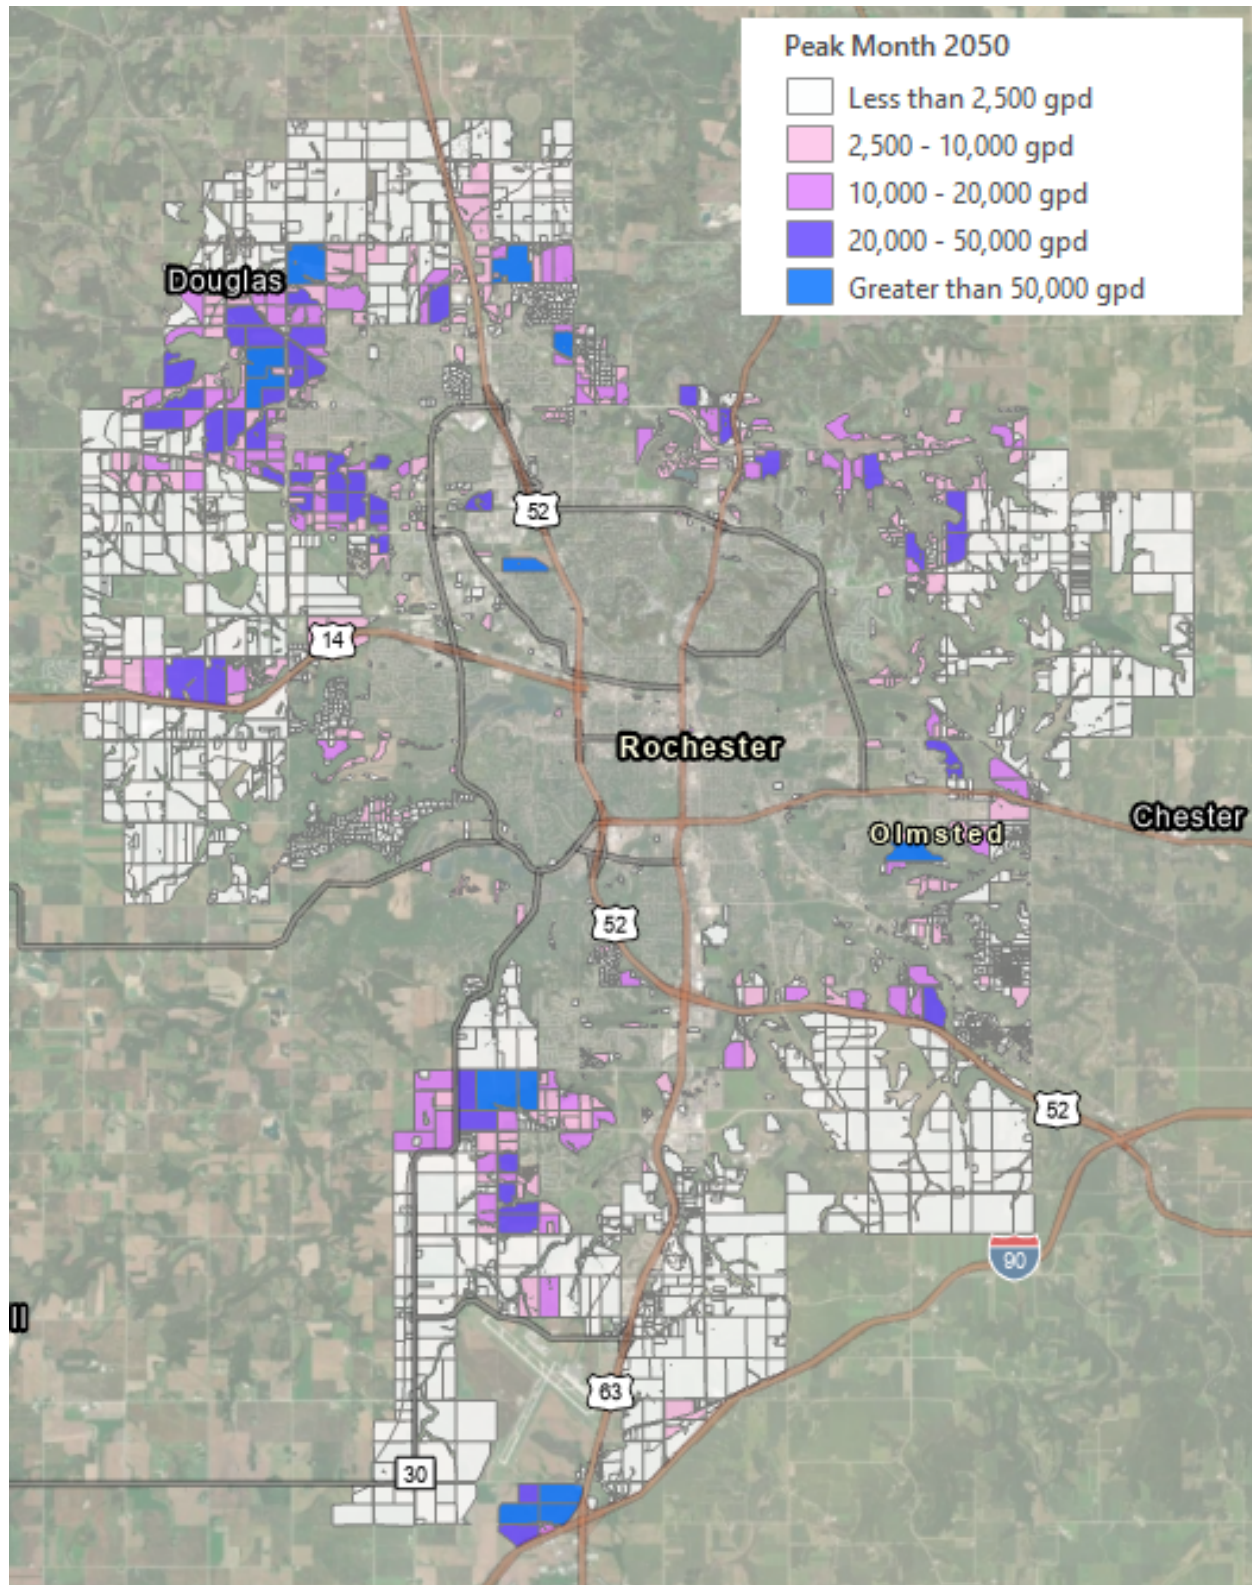 Peak Month 2050
Less than 2,500 gpd
2,500 - 10,000 gpd
10,000 - 20,000 gpd
20,000 - 50,000 gpd
Greater than 50,000 gpd
Douglas
52
14
Rochester
Chester
Olmsted
52
52
90
ll
63
30